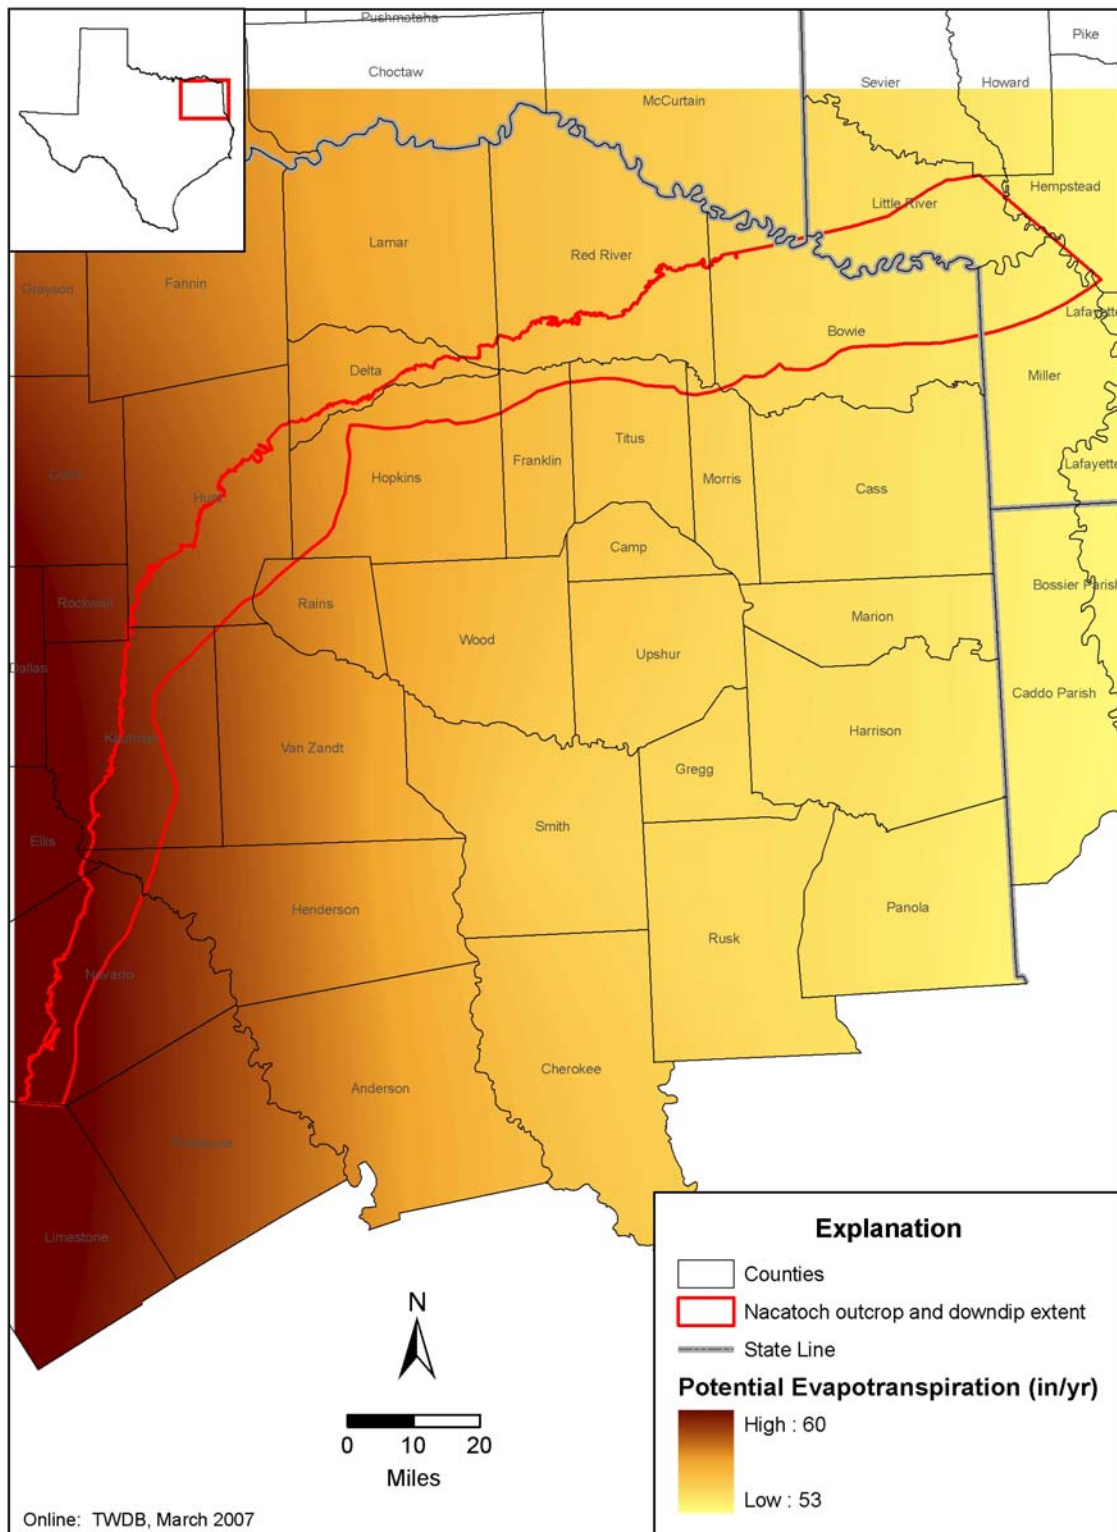 Pushmataha
Pike
Choctaw
Sevier
Howard
McCurtain
Hempstead
Little River
Lamar
Red River
Fannin
Grayson
Lafayette
Bowie
Delta
Miller
Titus
Franklin
Lafayette
Collin
Hopkins
Morris
Cass
Hunt
Camp
Bossier Parish
Rockwall
Rains
Marion
Wood
Upshur
Dallas
Caddo Parish
Kaufman
Harrison
Van Zandt
Gregg
Smith
Ellis
Henderson
Panola
Rusk
Navarro
Cherokee
Anderson
Freestone
Limestone
N
0 10 20
Miles
Explanation
Counties
Nacatoch outcrop and downdip extent
State Line
Potential Evapotranspiration (in/yr)
High : 60
Low : 53
Online: TWDB, March 2007